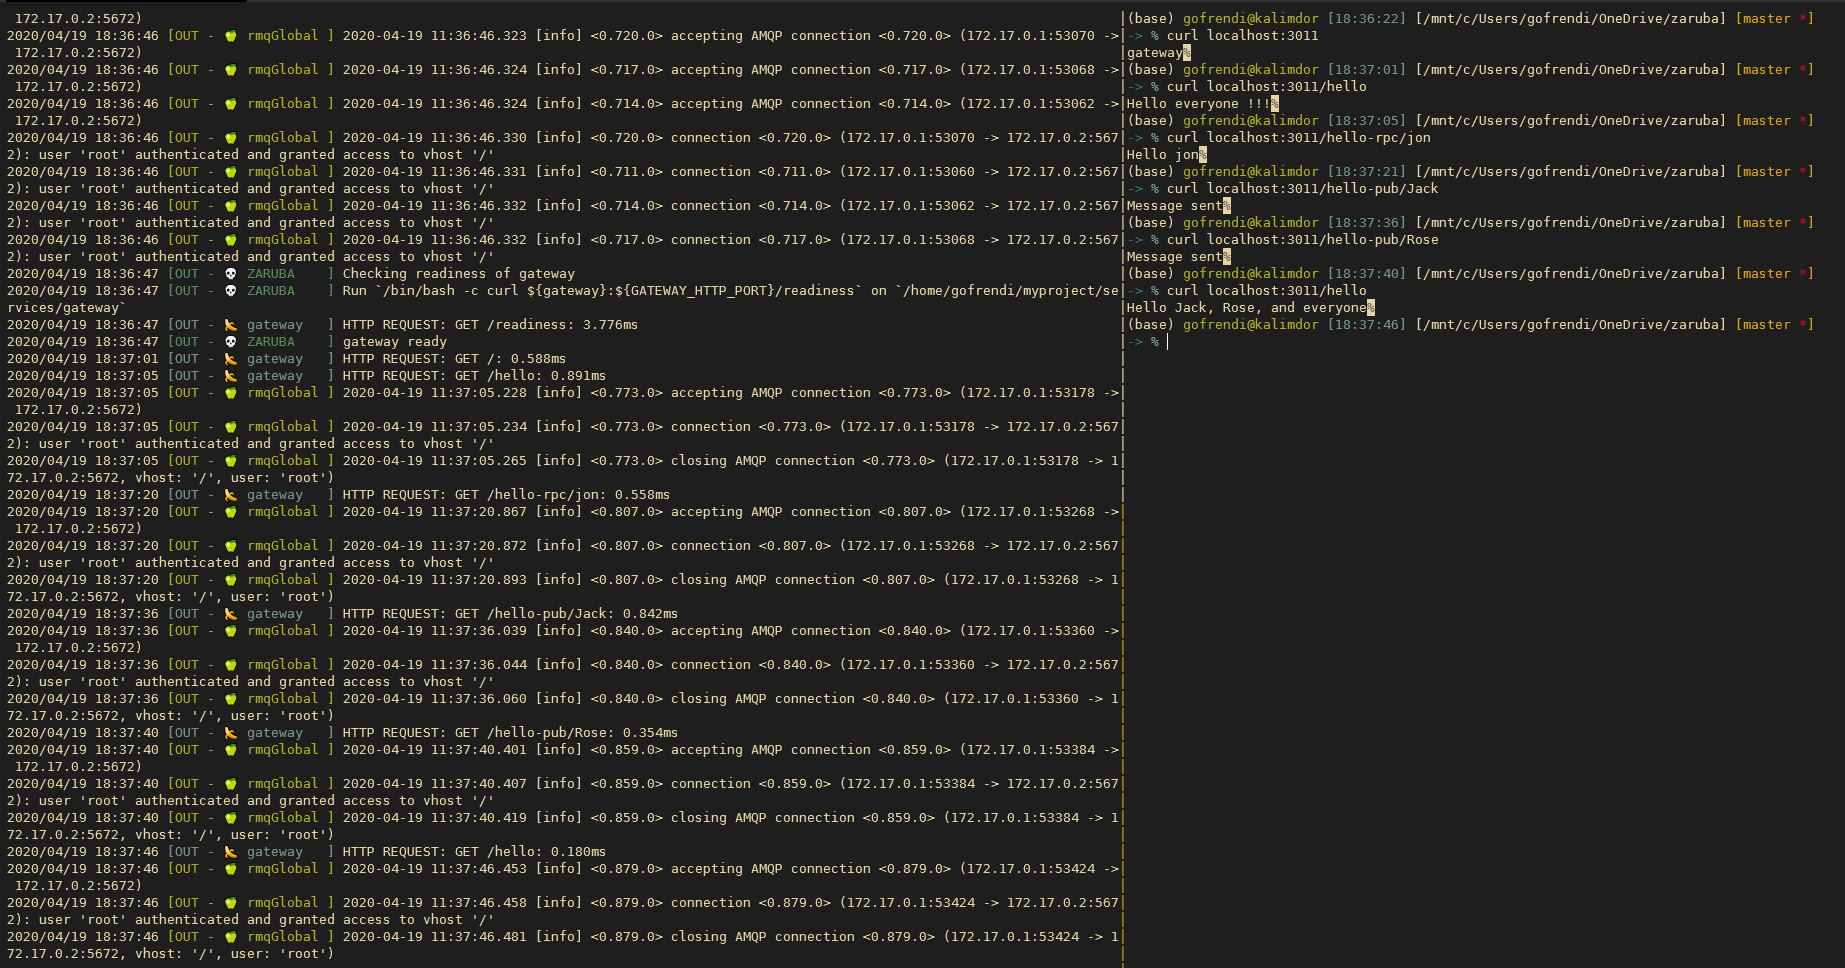 172.17.0.2:5672)
2020/04/19 18:36:46 [OUT - 🍏 rmqGlobal ] 2020-04-19 11:36:46.323 [info] <0.720.0> accepting AMQP connection <0.720.0> (172.17.0.1:53070 ->
 172.17.0.2:5672)
2020/04/19 18:36:46 [OUT - 🍏 rmqGlobal ] 2020-04-19 11:36:46.324 [info] <0.717.0> accepting AMQP connection <0.717.0> (172.17.0.1:53068 ->
 172.17.0.2:5672)
2020/04/19 18:36:46 [OUT - 🍏 rmqGlobal ] 2020-04-19 11:36:46.324 [info] <0.714.0> accepting AMQP connection <0.714.0> (172.17.0.1:53062 ->
 172.17.0.2:5672)
2020/04/19 18:36:46 [OUT - 🍏 rmqGlobal ] 2020-04-19 11:36:46.330 [info] <0.720.0> connection <0.720.0> (172.17.0.1:53070 -> 172.17.0.2:567
2): user 'root' authenticated and granted access to vhost '/'
2020/04/19 18:36:46 [OUT - 🍏 rmqGlobal ] 2020-04-19 11:36:46.331 [info] <0.711.0> connection <0.711.0> (172.17.0.1:53060 -> 172.17.0.2:567
2): user 'root' authenticated and granted access to vhost '/'
2020/04/19 18:36:46 [OUT - 🍏 rmqGlobal ] 2020-04-19 11:36:46.332 [info] <0.714.0> connection <0.714.0> (172.17.0.1:53062 -> 172.17.0.2:567
2): user 'root' authenticated and granted access to vhost '/'
2020/04/19 18:36:46 [OUT - 🍏 rmqGlobal ] 2020-04-19 11:36:46.332 [info] <0.717.0> connection <0.717.0> (172.17.0.1:53068 -> 172.17.0.2:567
2): user 'root' authenticated and granted access to vhost '/'
2020/04/19 18:36:47 [OUT - 💀 ZARUBA    ] Checking readiness of gateway
2020/04/19 18:36:47 [OUT - 💀 ZARUBA    ] Run `/bin/bash -c curl ${gateway}:${GATEWAY_HTTP_PORT}/readiness` on `/home/gofrendi/myproject/se
rvices/gateway`
2020/04/19 18:36:47 [OUT - 🍌 gateway   ] HTTP REQUEST: GET /readiness: 3.776ms
2020/04/19 18:36:47 [OUT - 💀 ZARUBA    ] gateway ready
2020/04/19 18:37:01 [OUT - 🍌 gateway   ] HTTP REQUEST: GET /: 0.588ms
2020/04/19 18:37:05 [OUT - 🍌 gateway   ] HTTP REQUEST: GET /hello: 0.891ms
2020/04/19 18:37:05 [OUT - 🍏 rmqGlobal ] 2020-04-19 11:37:05.228 [info] <0.773.0> accepting AMQP connection <0.773.0> (172.17.0.1:53178 ->
 172.17.0.2:5672)
2020/04/19 18:37:05 [OUT - 🍏 rmqGlobal ] 2020-04-19 11:37:05.234 [info] <0.773.0> connection <0.773.0> (172.17.0.1:53178 -> 172.17.0.2:567
2): user 'root' authenticated and granted access to vhost '/'
2020/04/19 18:37:05 [OUT - 🍏 rmqGlobal ] 2020-04-19 11:37:05.265 [info] <0.773.0> closing AMQP connection <0.773.0> (172.17.0.1:53178 -> 1
72.17.0.2:5672, vhost: '/', user: 'root')
2020/04/19 18:37:20 [OUT - 🍌 gateway   ] HTTP REQUEST: GET /hello-rpc/jon: 0.558ms
2020/04/19 18:37:20 [OUT - 🍏 rmqGlobal ] 2020-04-19 11:37:20.867 [info] <0.807.0> accepting AMQP connection <0.807.0> (172.17.0.1:53268 ->
 172.17.0.2:5672)
2020/04/19 18:37:20 [OUT - 🍏 rmqGlobal ] 2020-04-19 11:37:20.872 [info] <0.807.0> connection <0.807.0> (172.17.0.1:53268 -> 172.17.0.2:567
2): user 'root' authenticated and granted access to vhost '/'
2020/04/19 18:37:20 [OUT - 🍏 rmqGlobal ] 2020-04-19 11:37:20.893 [info] <0.807.0> closing AMQP connection <0.807.0> (172.17.0.1:53268 -> 1
72.17.0.2:5672, vhost: '/', user: 'root')
2020/04/19 18:37:36 [OUT - 🍌 gateway   ] HTTP REQUEST: GET /hello-pub/Jack: 0.842ms
2020/04/19 18:37:36 [OUT - 🍏 rmqGlobal ] 2020-04-19 11:37:36.039 [info] <0.840.0> accepting AMQP connection <0.840.0> (172.17.0.1:53360 ->
 172.17.0.2:5672)
2020/04/19 18:37:36 [OUT - 🍏 rmqGlobal ] 2020-04-19 11:37:36.044 [info] <0.840.0> connection <0.840.0> (172.17.0.1:53360 -> 172.17.0.2:567
2): user 'root' authenticated and granted access to vhost '/'
2020/04/19 18:37:36 [OUT - 🍏 rmqGlobal ] 2020-04-19 11:37:36.060 [info] <0.840.0> closing AMQP connection <0.840.0> (172.17.0.1:53360 -> 1
72.17.0.2:5672, vhost: '/', user: 'root')
2020/04/19 18:37:40 [OUT - 🍌 gateway   ] HTTP REQUEST: GET /hello-pub/Rose: 0.354ms
2020/04/19 18:37:40 [OUT - 🍏 rmqGlobal ] 2020-04-19 11:37:40.401 [info] <0.859.0> accepting AMQP connection <0.859.0> (172.17.0.1:53384 ->
 172.17.0.2:5672)
2020/04/19 18:37:40 [OUT - 🍏 rmqGlobal ] 2020-04-19 11:37:40.407 [info] <0.859.0> connection <0.859.0> (172.17.0.1:53384 -> 172.17.0.2:567
2): user 'root' authenticated and granted access to vhost '/'
2020/04/19 18:37:40 [OUT - 🍏 rmqGlobal ] 2020-04-19 11:37:40.419 [info] <0.859.0> closing AMQP connection <0.859.0> (172.17.0.1:53384 -> 1
72.17.0.2:5672, vhost: '/', user: 'root')
2020/04/19 18:37:46 [OUT - 🍌 gateway   ] HTTP REQUEST: GET /hello: 0.180ms
2020/04/19 18:37:46 [OUT - 🍏 rmqGlobal ] 2020-04-19 11:37:46.453 [info] <0.879.0> accepting AMQP connection <0.879.0> (172.17.0.1:53424 ->
 172.17.0.2:5672)
2020/04/19 18:37:46 [OUT - 🍏 rmqGlobal ] 2020-04-19 11:37:46.458 [info] <0.879.0> connection <0.879.0> (172.17.0.1:53424 -> 172.17.0.2:567
2): user 'root' authenticated and granted access to vhost '/'
2020/04/19 18:37:46 [OUT - 🍏 rmqGlobal ] 2020-04-19 11:37:46.481 [info] <0.879.0> closing AMQP connection <0.879.0> (172.17.0.1:53424 -> 1
72.17.0.2:5672, vhost: '/', user: 'root')
(base) gofrendi@kalimdor [18:36:22] [/mnt/c/Users/gofrendi/OneDrive/zaruba] [master *]
-> % curl localhost:3011
gateway%
(base) gofrendi@kalimdor [18:37:01] [/mnt/c/Users/gofrendi/OneDrive/zaruba] [master *]
-> % curl localhost:3011/hello
Hello everyone !!!%
(base) gofrendi@kalimdor [18:37:05] [/mnt/c/Users/gofrendi/OneDrive/zaruba] [master *]
-> % curl localhost:3011/hello-rpc/jon
Hello jon%
(base) gofrendi@kalimdor [18:37:21] [/mnt/c/Users/gofrendi/OneDrive/zaruba] [master *]
-> % curl localhost:3011/hello-pub/Jack
Message sent%
(base) gofrendi@kalimdor [18:37:36] [/mnt/c/Users/gofrendi/OneDrive/zaruba] [master *]
-> % curl localhost:3011/hello-pub/Rose
Message sent%
(base) gofrendi@kalimdor [18:37:40] [/mnt/c/Users/gofrendi/OneDrive/zaruba] [master *]
-> % curl localhost:3011/hello
Hello Jack, Rose, and everyone%
(base) gofrendi@kalimdor [18:37:46] [/mnt/c/Users/gofrendi/OneDrive/zaruba] [master *]
-> %